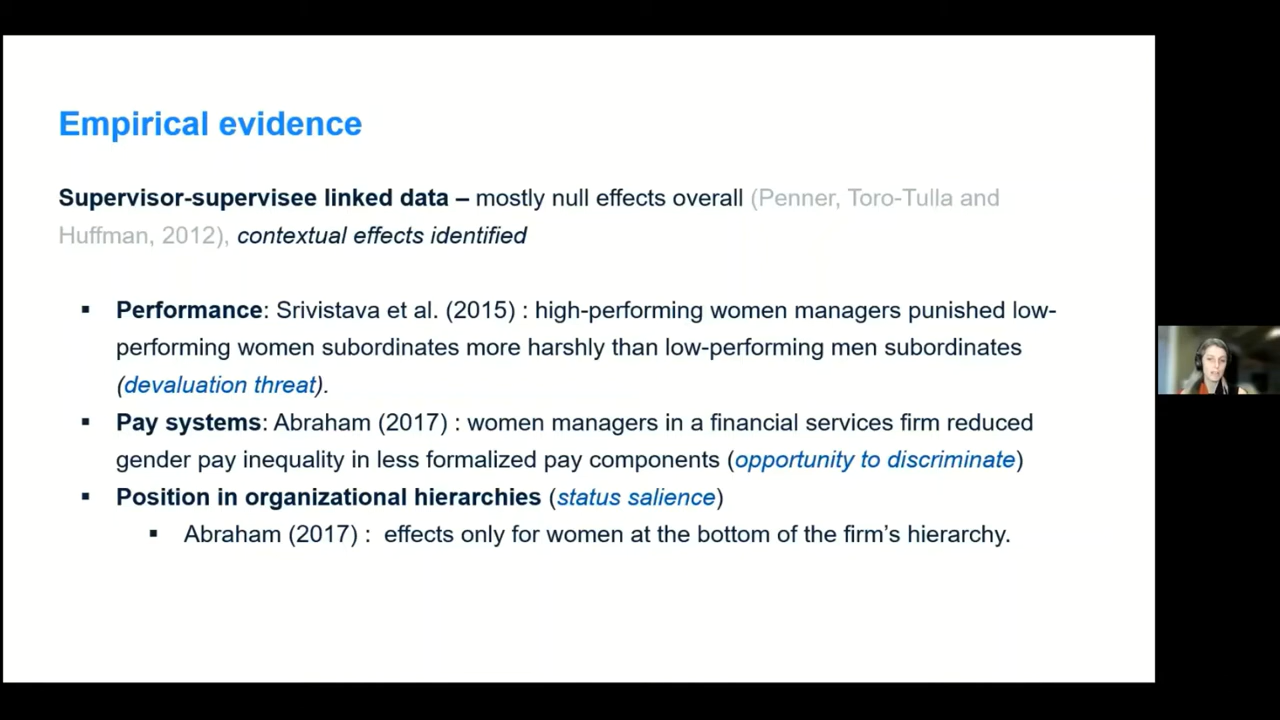 Empirical evidence
Supervisor-supervisee linked data – mostly null effects overall (Penner, Toro-Tulla and
Huffman, 2012), contextual effects identified
▪ Performance: Srivistava et al. (2015) : high-performing women managers punished low-
performing women subordinates more harshly than low-performing men subordinates
(devaluation threat).
▪ Pay systems: Abraham (2017) : women managers in a financial services firm reduced
gender pay inequality in less formalized pay components (opportunity to discriminate)
▪ Position in organizational hierarchies (status salience)
▪ Abraham (2017) : effects only for women at the bottom of the firm’s hierarchy.